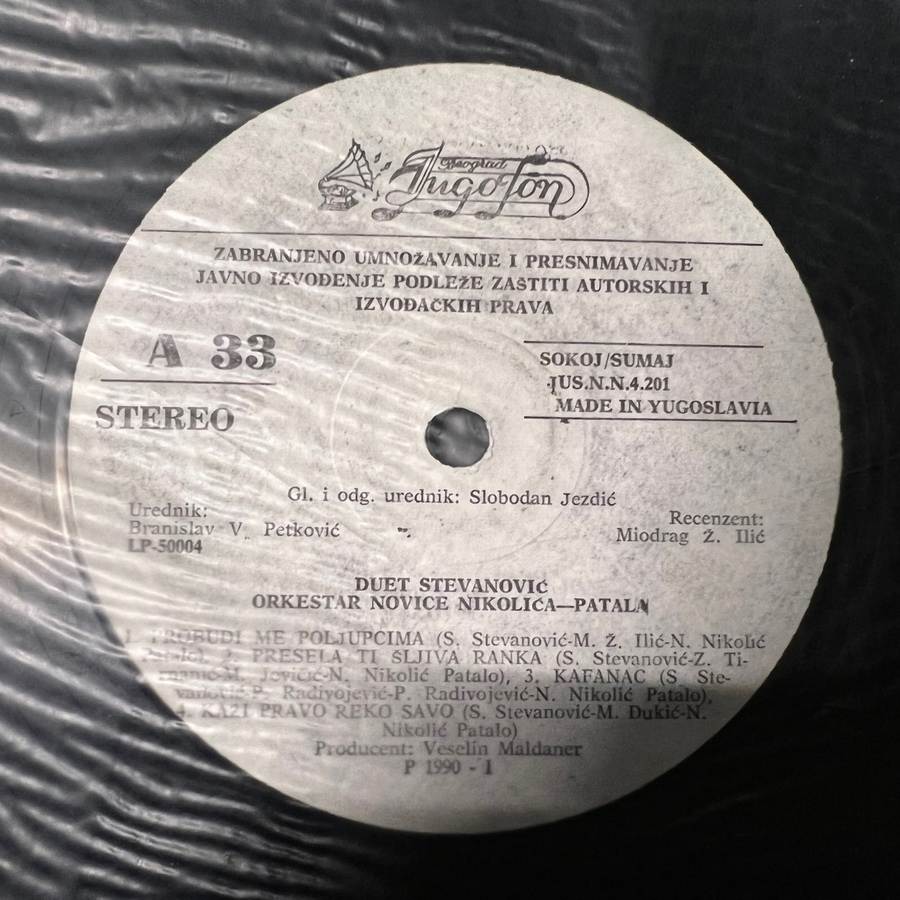 Beograd
Jugofon
ZABRANJENO UMNOŽAVANJE I PRESNIMAVANJE
JAVNO IZVOĐENJE PODLEŽE ZAŠTITI AUTORSKIH I
IZVOĐAČKIH PRAVA
A 33
STEREO
SOKOJ/SUMAJ
JUS.N.N.4.201
MADE IN YUGOSLAVIA
Gl. i odg. urednik: Slobodan Jezdić
Urednik:
Branislav V. Petković
LP-50004
Recenzent:
Miodrag Ž. Ilić
DUET STEVANOVIĆ
ORKESTAR NOVICE NIKOLIĆA—PATALA
1. PROBUDI ME POLJUPCIMA (S. Stevanović-M. Ž. Ilić-N. Nikolić
Patalo), 2. PRESELA TI ŠLJIVA RANKA (S. Stevanović-Z. Ti-
Jovičić-N. Nikolić Patalo), 3. KAFANAC (S Ste-
vanović-P. Radivojević-P. Radivojević-N. Nikolić Patalo),
4. KAŽI PRAVO REKO SAVO (S. Stevanović-M. Đukić-N.
Nikolić Patalo)
Producent: Veselin Maldaner
P 1990 - 1